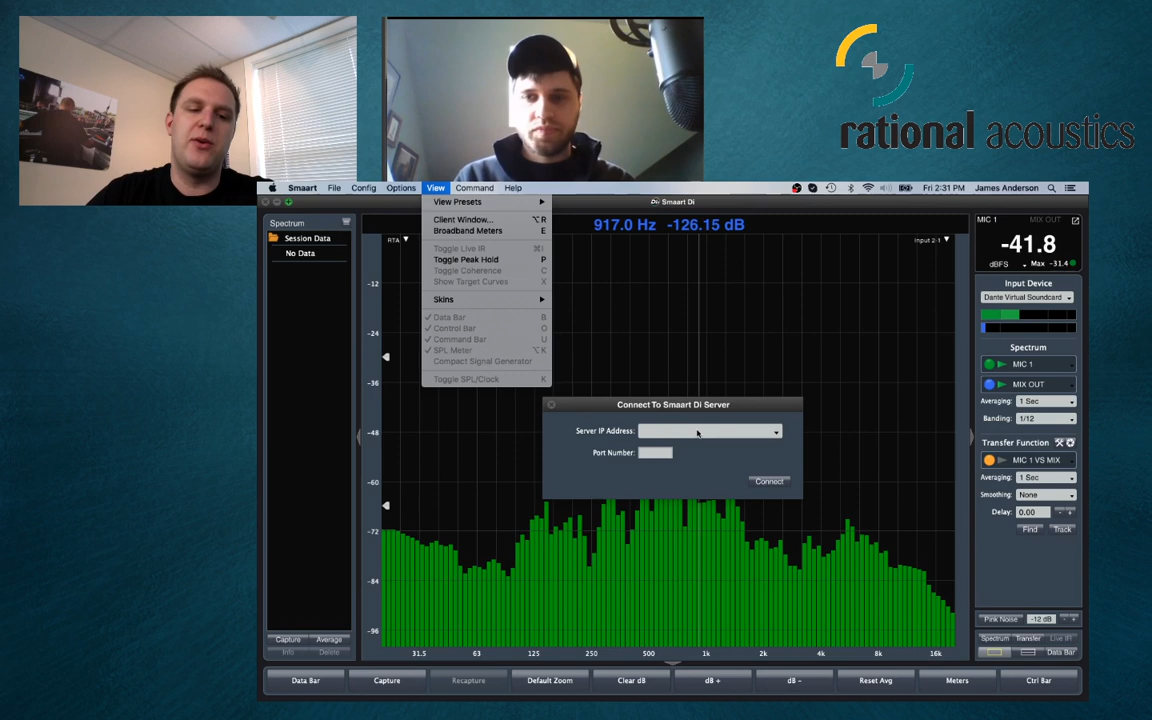 rational acoustics
Smaart File Config Options View Command Help Fri 2:31 PM James Anderson
Di Smaart Di
View Presets
Client Window... ⌥R
Broadband Meters E
Toggle Live IR ⌘I
Toggle Peak Hold P
Toggle Coherence C
Show Target Curves X
Skins
Data Bar B
Control Bar O
Command Bar U
SPL Meter ⌥K
Compact Signal Generator
Toggle SPL/Clock K
Spectrum
Session Data
No Data
Capture Average
Info Delete
917.0 Hz -126.15 dB
RTA Input 2-1
-12
-24
-36
-48
-60
-72
-84
-96
31.5 63 125 250 500 1k 2k 4k 8k 16k
Connect To Smaart Di Server
Server IP Address:
Port Number:
Connect
MIC 1 MIX OUT
-41.8
dBFS Max -31.4
Input Device
Dante Virtual Soundcard
Spectrum
MIC 1
MIX OUT
Averaging: 1 Sec
Banding: 1/12
Transfer Function
MIC 1 VS MIX
Averaging: 1 Sec
Smoothing: None
Delay: 0.00 - +
Find Track
Pink Noise -12 dB - +
Spectrum Transfer Live IR
Data Bar
Data Bar Capture Recapture Default Zoom Clear dB dB + dB - Reset Avg Meters Ctrl Bar